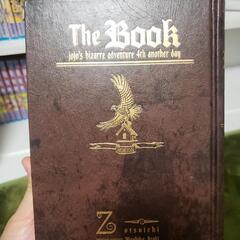 The Book
jojo's bizarre adventure 4th another day
Z
otsuichi